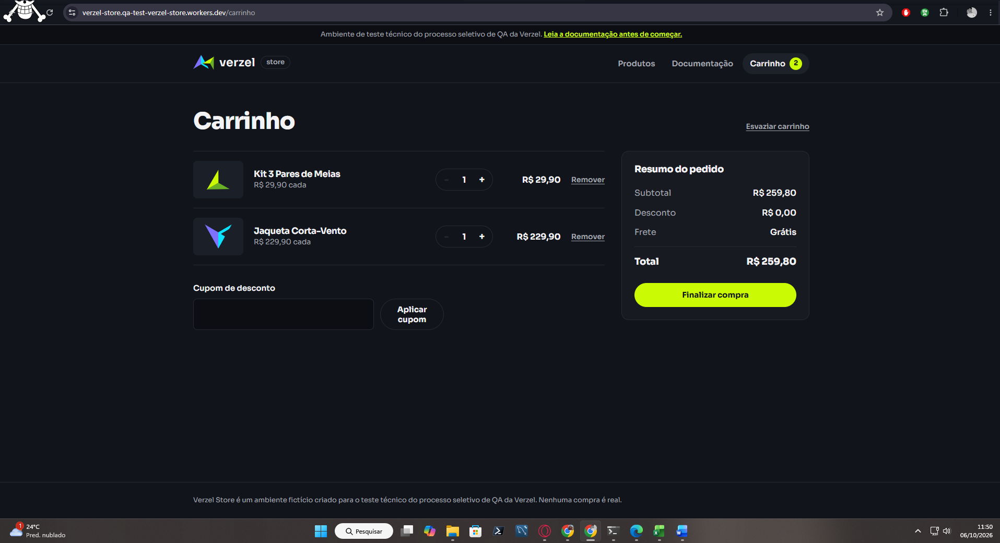 verzel-store.qa-test-verzel-store.workers.dev/carrinho
Ambiente de teste técnico do processo seletivo de QA da Verzel. Leia a documentação antes de começar.
verzel store
Produtos Documentação Carrinho 2
Carrinho
Esvaziar carrinho
Kit 3 Pares de Meias
R$ 29,90 cada
- 1 +
R$ 29,90 Remover
Jaqueta Corta-Vento
R$ 229,90 cada
- 1 +
R$ 229,90 Remover
Cupom de desconto
Aplicar
cupom
Resumo do pedido
Subtotal R$ 259,80
Desconto R$ 0,00
Frete Grátis
Total R$ 259,80
Finalizar compra
Verzel Store é um ambiente fictício criado para o teste técnico do processo seletivo de QA da Verzel. Nenhuma compra é real.
1
24°C
Pred. nublado
Pesquisar
11:50
06/10/2026